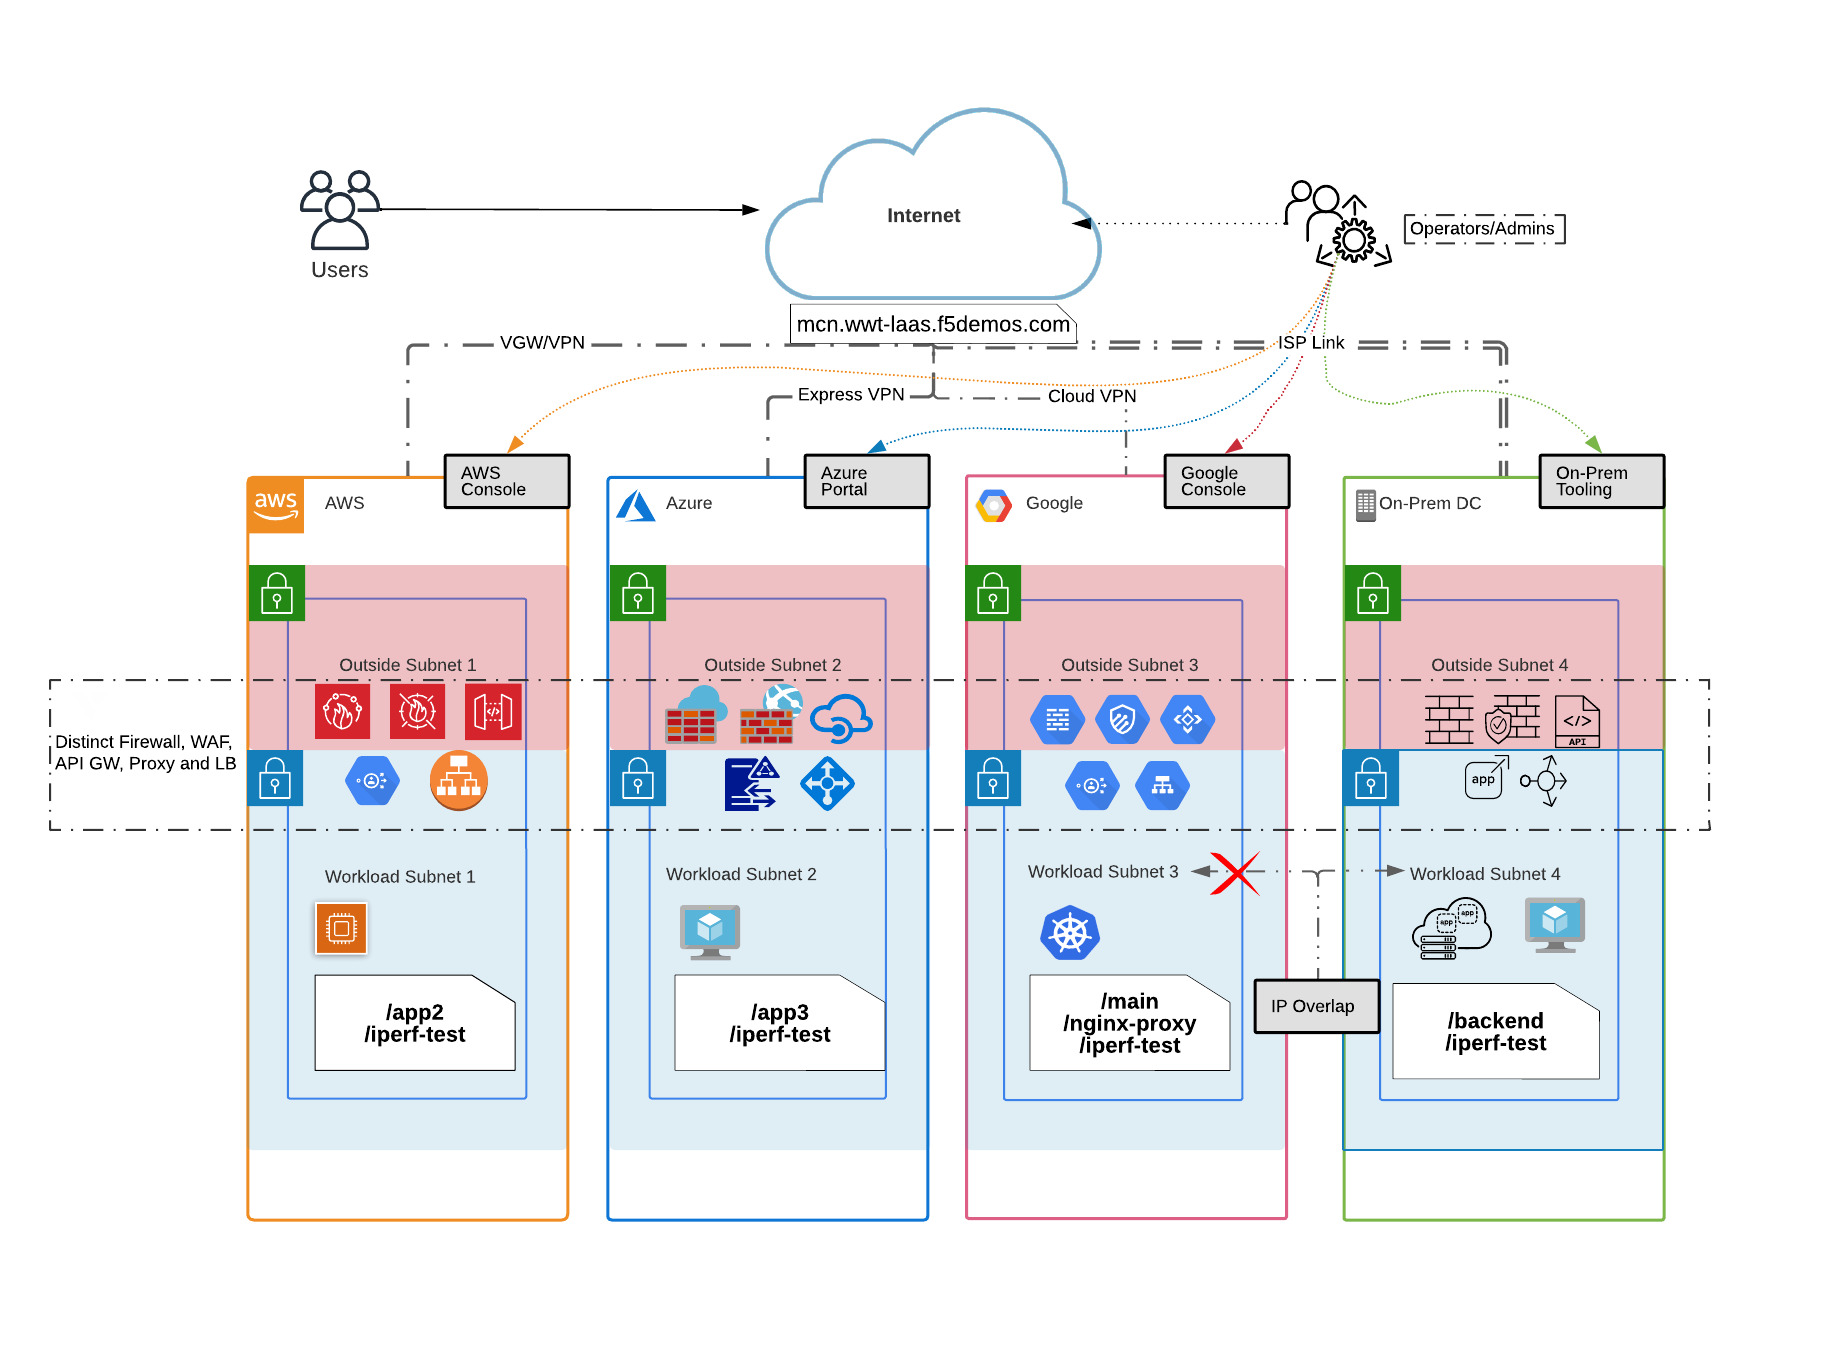 Internet
Operators/Admins
Users
mcn.wwt-laas.f5demos.com
VGW/VPN
ISP Link
Express VPN
Cloud VPN
AWS
Console
Azure
Portal
Google
Console
On-Prem
Tooling
aws
AWS
Azure
Google
On-Prem DC
Outside Subnet 1
Outside Subnet 2
Outside Subnet 3
Outside Subnet 4
Distinct Firewall, WAF,
API GW, Proxy and LB
</>
</>
API
app
Workload Subnet 1
Workload Subnet 2
Workload Subnet 3
Workload Subnet 4
app
app
/app2
/iperf-test
/app3
/iperf-test
/main
/nginx-proxy
/iperf-test
IP Overlap
/backend
/iperf-test